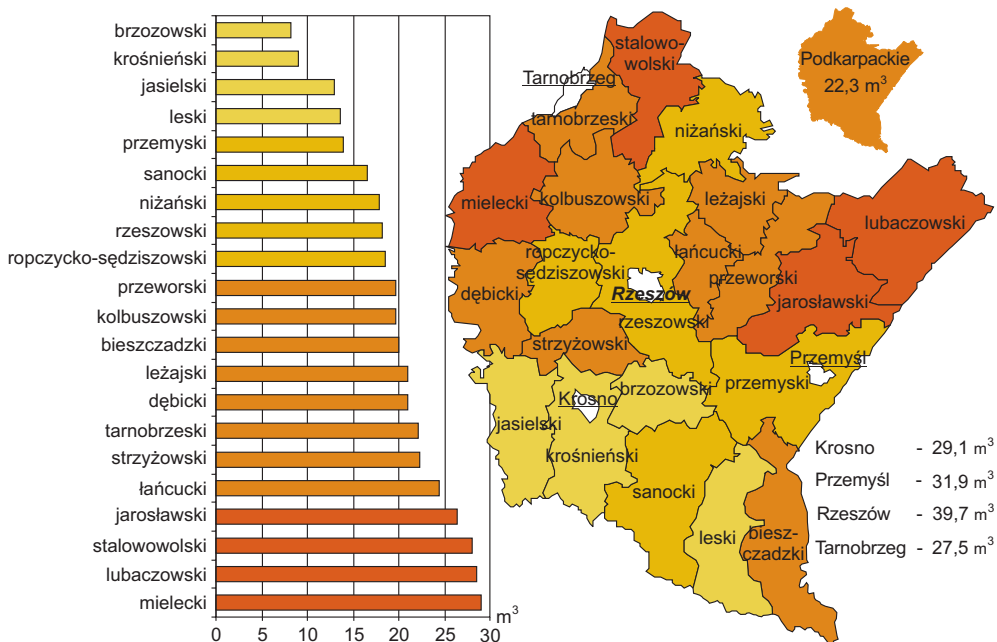 brzozowski
krośnieński
jasielski
leski
przemyski
sanocki
niżański
rzeszowski
ropczycko-sędziszowski
przeworski
kolbuszowski
bieszczadzki
leżajski
dębicki
tarnobrzeski
strzyżowski
łańcucki
jarosławski
stalowowolski
lubaczowski
mielecki
0 5 10 15 20 25 30
m³
stalowo-
wolski
Tarnobrzeg
tarnobrzeski
niżański
mielecki
kolbuszowski
leżajski
lubaczowski
ropczycko-
sędziszowski
łańcucki
przeworski
dębicki
Rzeszów
jarosławski
rzeszowski
strzyżowski
Przemyśl
przemyski
brzozowski
Krosno
jasielski
krośnieński
sanocki
leski
biesz-
czadzki
Podkarpackie
22,3 m³
Krosno - 29,1 m³
Przemyśl - 31,9 m³
Rzeszów - 39,7 m³
Tarnobrzeg - 27,5 m³